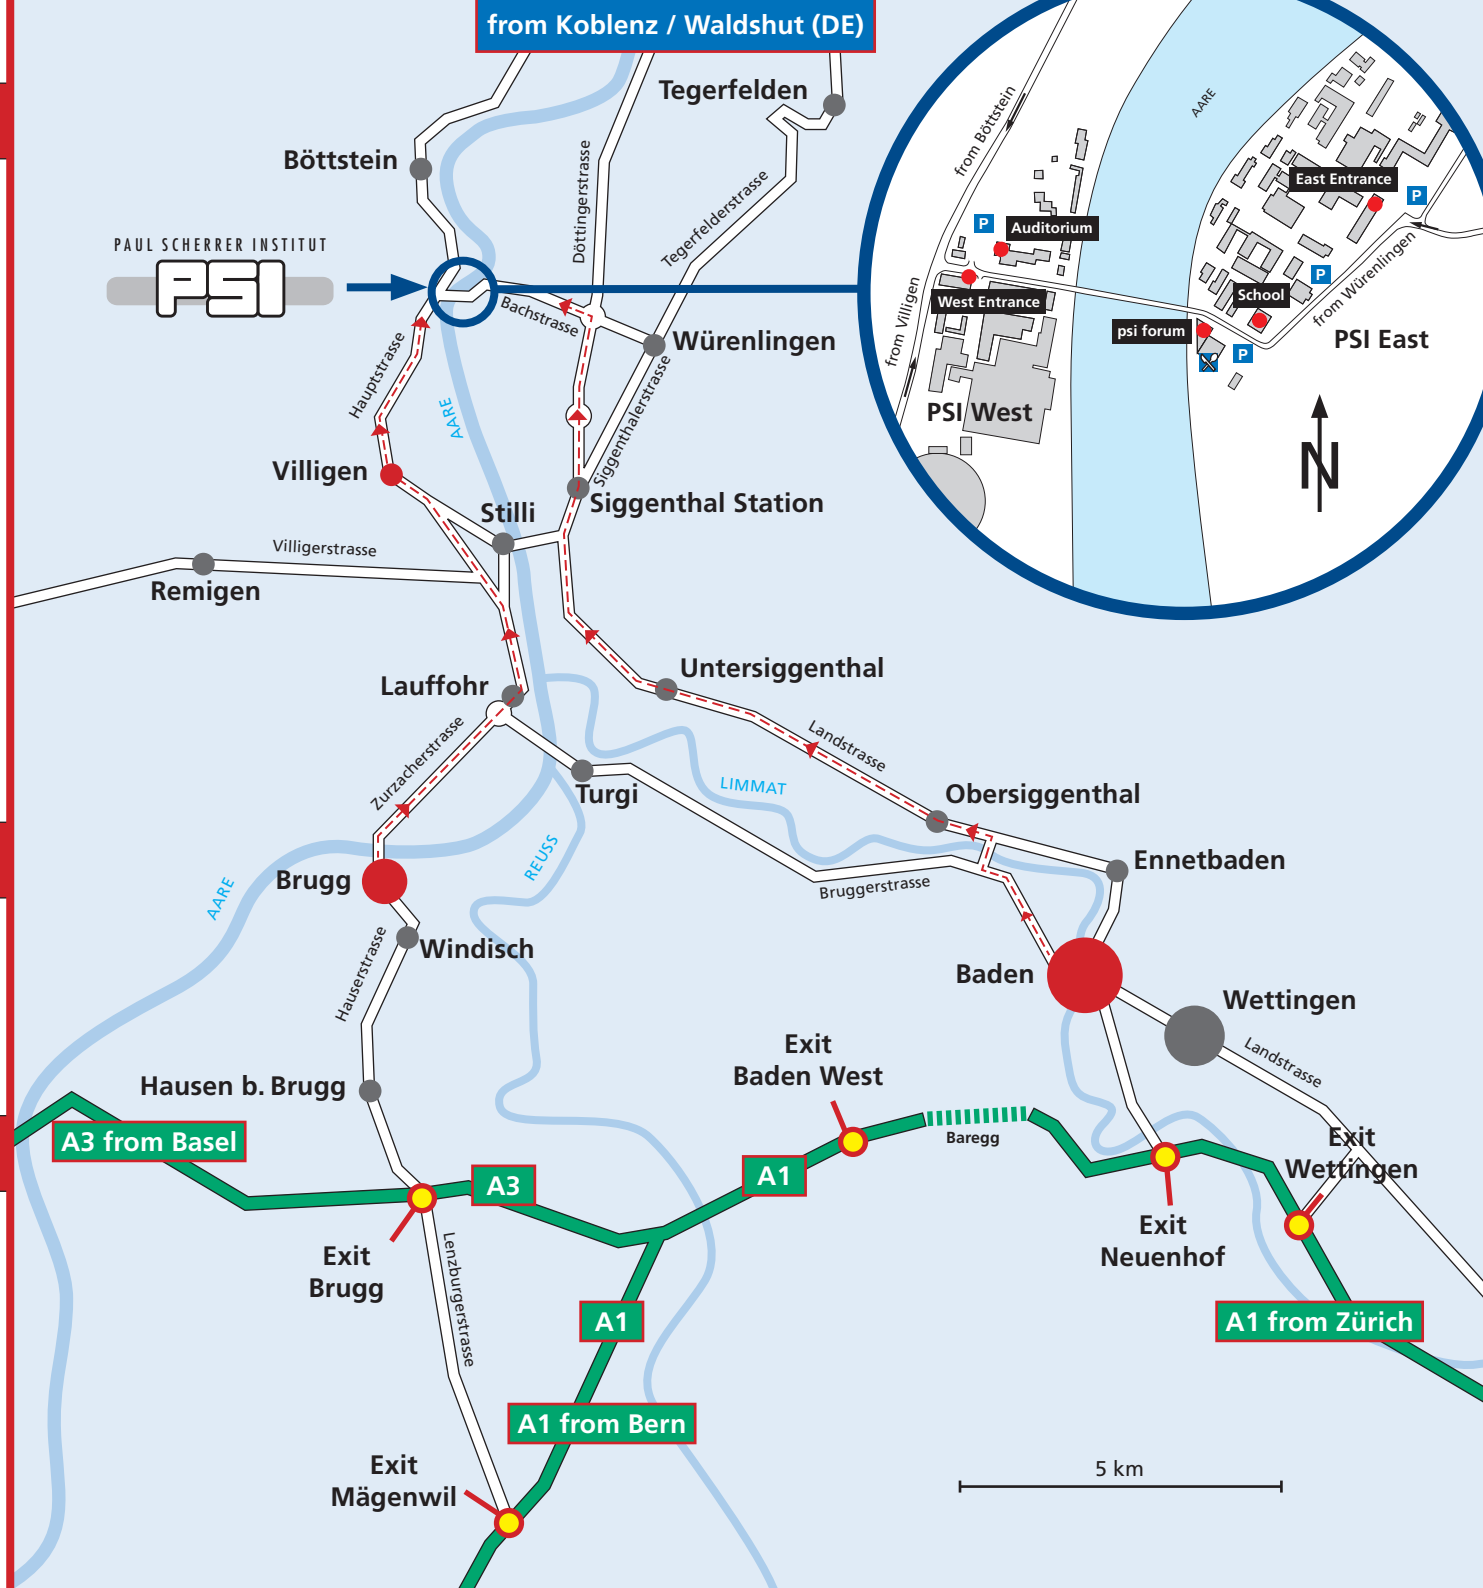 from Koblenz / Waldshut (DE)
Tegerfelden
Böttstein
Döttingerstrasse
Tegerfelderstrasse
PAUL SCHERRER INSTITUT
PSI
Bachstrasse
Würenlingen
Hauptstrasse
AARE
Siggenthalerstrasse
Villigen
Siggenthal Station
Stilli
Villigerstrasse
Remigen
Untersiggenthal
Lauffohr
Zurzacherstrasse
Landstrasse
Turgi
LIMMAT
Obersiggenthal
REUSS
Ennetbaden
Brugg
Bruggerstrasse
AARE
Windisch
Hauserstrasse
Baden
Wettingen
Exit
Baden West
Landstrasse
Hausen b. Brugg
A3 from Basel
Baregg
Exit
Wettingen
A3
A1
Exit
Neuenhof
Exit
Brugg
Lenzburgerstrasse
A1
A1 from Zürich
A1 from Bern
Exit
Mägenwil
5 km
from Böttstein
AARE
East Entrance
P
P
Auditorium
West Entrance
from Villigen
P
School
from Würenlingen
psi forum
P
PSI East
PSI West
N